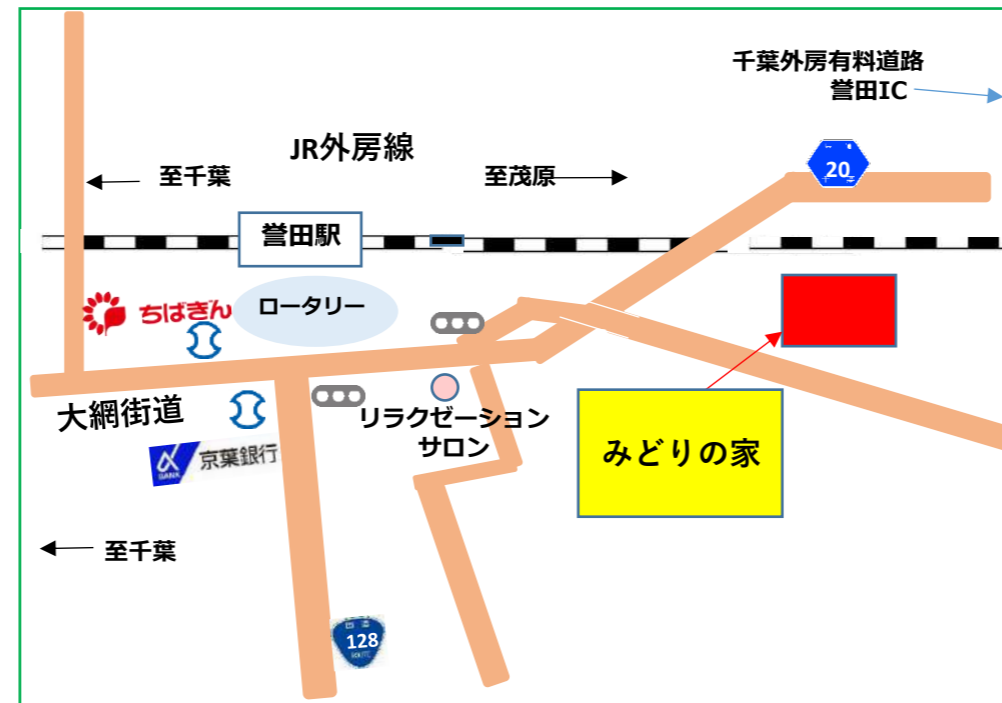 千葉外房有料道路
誉田IC
JR外房線
至千葉
至茂原
20
誉田駅
ちばぎん
ロータリー
大網街道
リラクゼーション
サロン
みどりの家
BANK
京葉銀行
至千葉
128
ROUTE